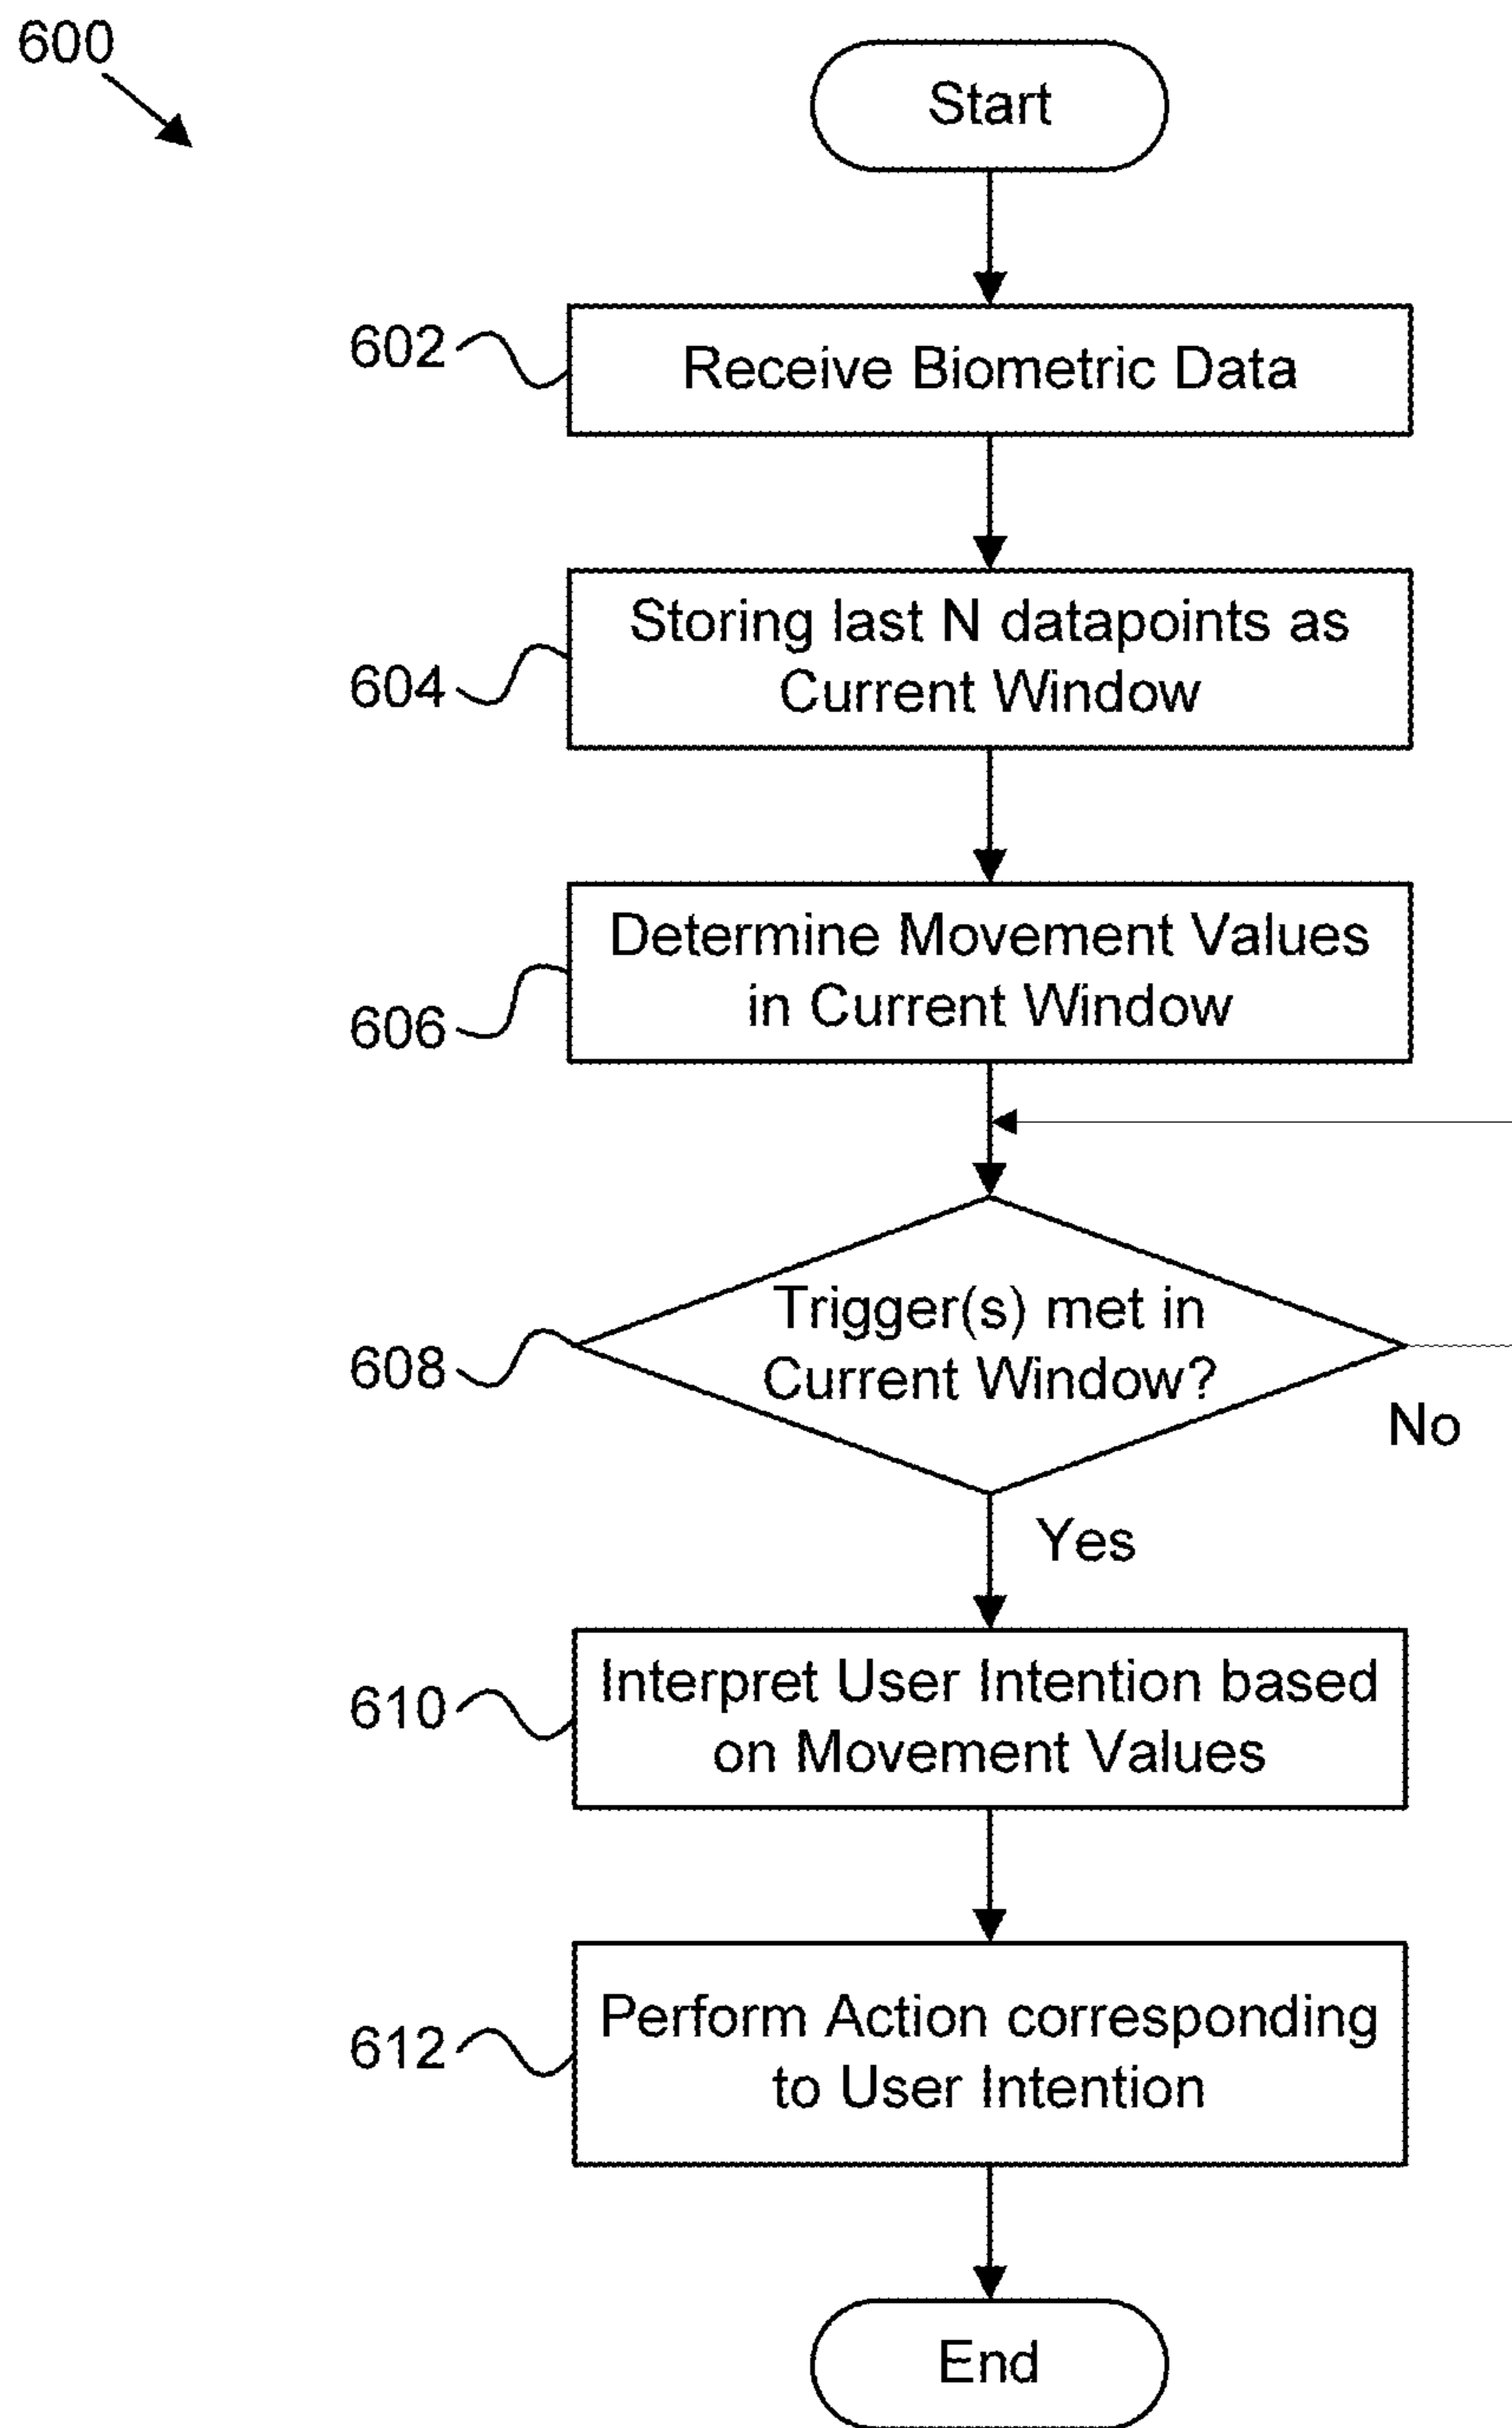 600
Start
602
Receive Biometric Data
604
Storing last N datapoints as
Current Window
606
Determine Movement Values
in Current Window
608
Trigger(s) met in
Current Window?
No
Yes
610
Interpret User Intention based
on Movement Values
612
Perform Action corresponding
to User Intention
End